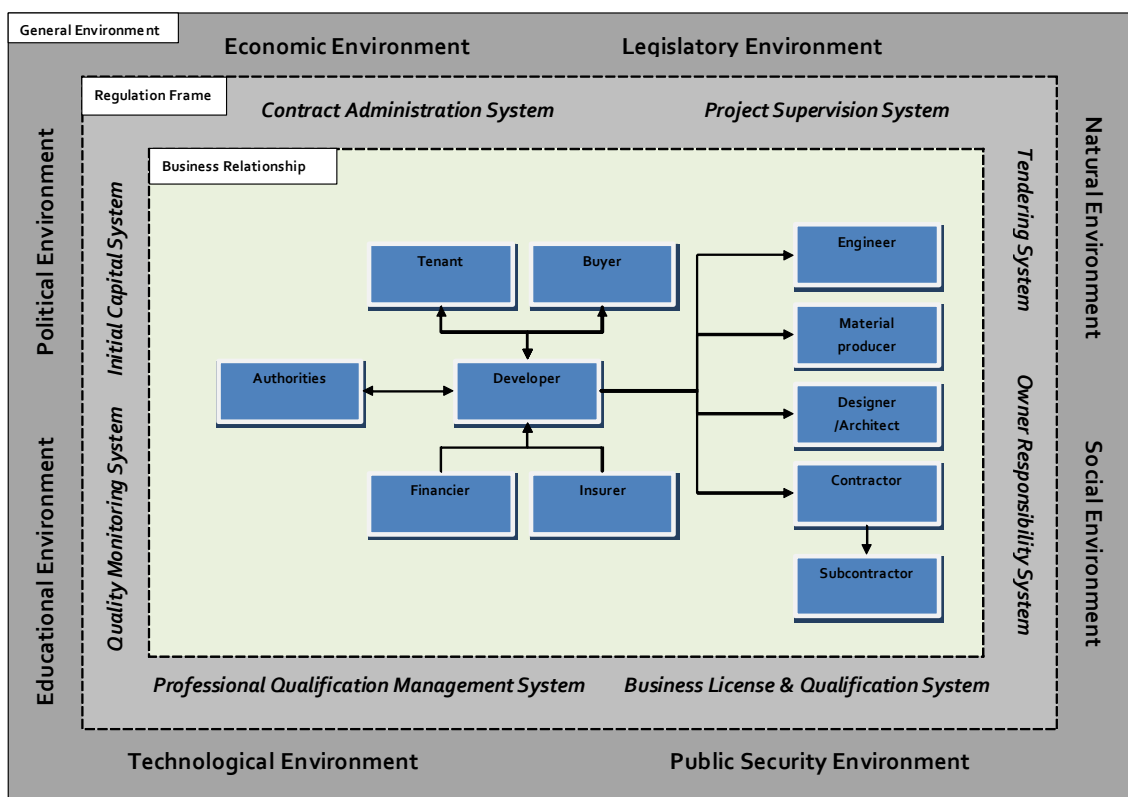 General Environment
Economic Environment
Legislatory Environment
Regulation Frame
Contract Administration System
Project Supervision System
Business Relationship
Political Environment
Initial Capital System
Tendering System
Natural Environment
Tenant
Buyer
Engineer
Material
producer
Authorities
Developer
Designer
/Architect
Financier
Insurer
Contractor
Subcontractor
Educational Environment
Quality Monitoring System
Owner Responsibility System
Social Environment
Professional Qualification Management System
Business License & Qualification System
Technological Environment
Public Security Environment